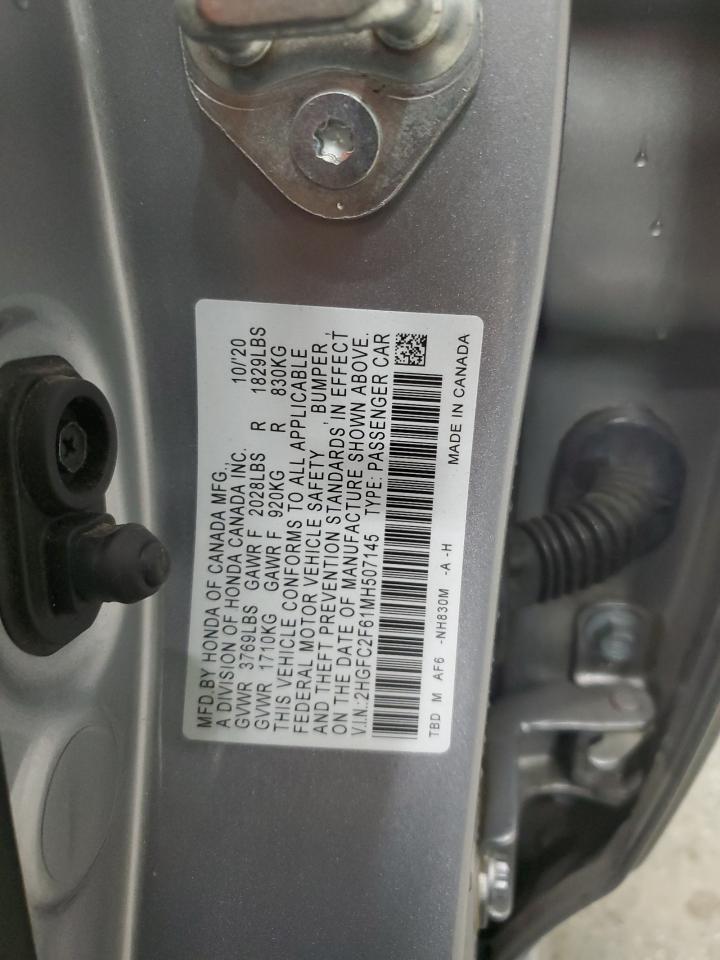 MFD.BY HONDA OF CANADA MFG., 10/'20
A DIVISION OF HONDA CANADA INC.
GVWR 3769LBS GAWR F 2028LBS R 1829LBS
GVWR 1710KG GAWR F 920KG R 830KG
THIS VEHICLE CONFORMS TO ALL APPLICABLE
FEDERAL MOTOR VEHICLE SAFETY , BUMPER ,
AND THEFT PREVENTION STANDARDS IN EFFECT
ON THE DATE OF MANUFACTURE SHOWN ABOVE.
V.I.N.:2HGFC2F61MH507145 TYPE: PASSENGER CAR
TBD M AF6 -NH830M -A -H MADE IN CANADA